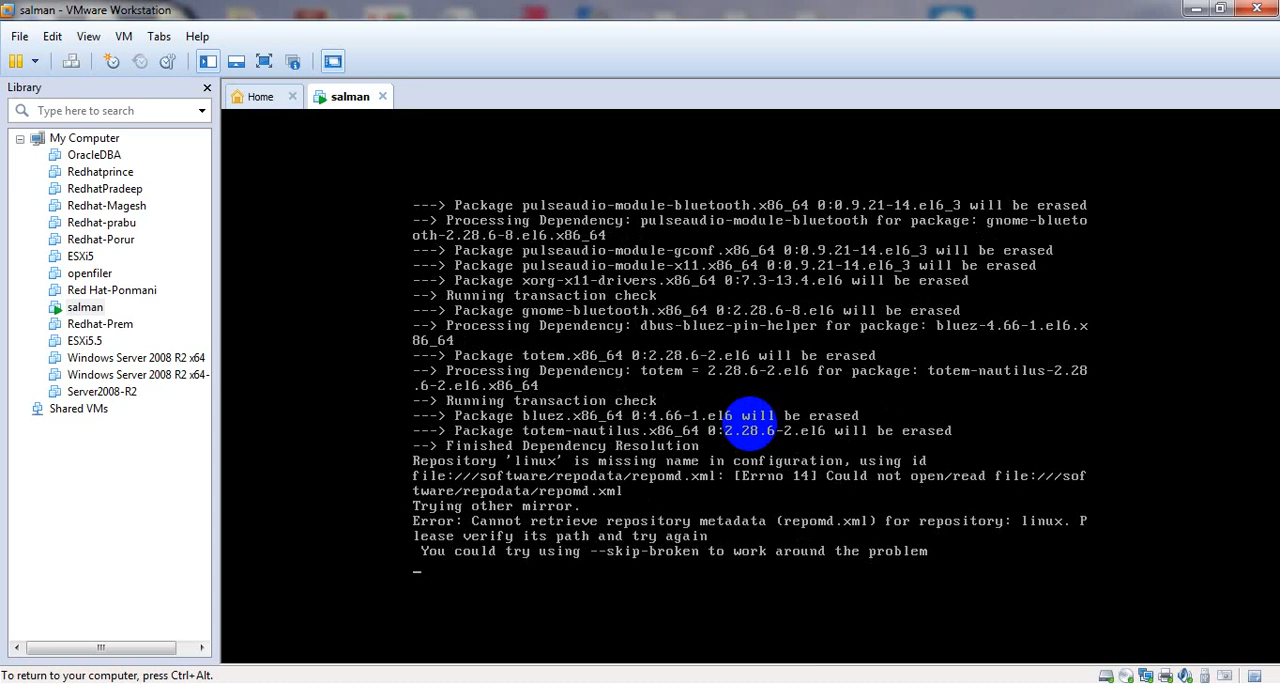 salman - VMware Workstation
File Edit View VM Tabs Help
Library
Type here to search
My Computer
OracleDBA
Redhatprince
RedhatPradeep
Redhat-Magesh
Redhat-prabu
Redhat-Porur
ESXi5
openfiler
Red Hat-Ponmani
salman
Redhat-Prem
ESXi5.5
Windows Server 2008 R2 x64
Windows Server 2008 R2 x64-
Server2008-R2
Shared VMs
Home salman
---> Package pulseaudio-module-bluetooth.x86_64 0:0.9.21-14.el6_3 will be erased
--> Processing Dependency: pulseaudio-module-bluetooth for package: gnome-blueto
oth-2.28.6-8.el6.x86_64
---> Package pulseaudio-module-gconf.x86_64 0:0.9.21-14.el6_3 will be erased
---> Package pulseaudio-module-x11.x86_64 0:0.9.21-14.el6_3 will be erased
---> Package xorg-x11-drivers.x86_64 0:7.3-13.4.el6 will be erased
--> Running transaction check
---> Package gnome-bluetooth.x86_64 0:2.28.6-8.el6 will be erased
--> Processing Dependency: dbus-bluez-pin-helper for package: bluez-4.66-1.el6.x
86_64
---> Package totem.x86_64 0:2.28.6-2.el6 will be erased
--> Processing Dependency: totem = 2.28.6-2.el6 for package: totem-nautilus-2.28
.6-2.el6.x86_64
--> Running transaction check
---> Package bluez.x86_64 0:4.66-1.el6 will be erased
---> Package totem-nautilus.x86_64 0:2.28.6-2.el6 will be erased
--> Finished Dependency Resolution
Repository 'linux' is missing name in configuration, using id
file:///software/repodata/repomd.xml: [Errno 14] Could not open/read file:///sof
tware/repodata/repomd.xml
Trying other mirror.
Error: Cannot retrieve repository metadata (repomd.xml) for repository: linux. P
lease verify its path and try again
You could try using --skip-broken to work around the problem
To return to your computer, press Ctrl+Alt.